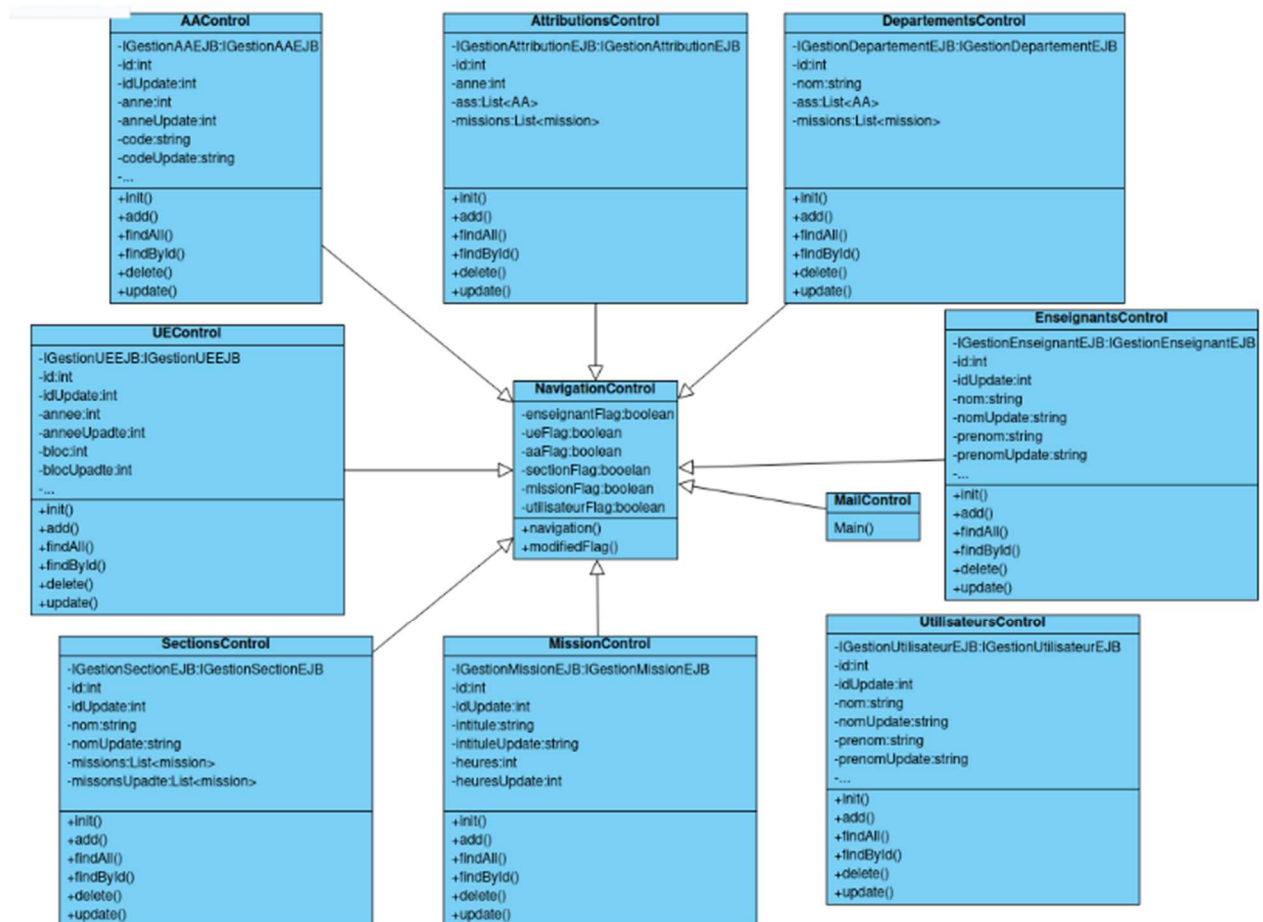 AAControl
-IGestionAAEJB:IGestionAAEJB
-id:int
-idUpdate:int
-anne:int
-anneUpdate:int
-code:string
-codeUpdate:string
-...
+init()
+add()
+findAll()
+findById()
+delete()
+update()
AttributionsControl
-IGestionAttributionEJB:IGestionAttributionEJB
-id:int
-anne:int
-ass:List<AA>
-missions:List<mission>
+init()
+add()
+findAll()
+findById()
+delete()
+update()
DepartementsControl
-IGestionDepartementEJB:IGestionDepartementEJB
-id:int
-nom:string
-ass:List<AA>
-missions:List<mission>
+init()
+add()
+findAll()
+findById()
+delete()
+update()
UEControl
-IGestionUEEJB:IGestionUEEJB
-id:int
-idUpdate:int
-annee:int
-anneeUpadte:int
-bloc:int
-blocUpadte:int
-...
+init()
+add()
+findAll()
+findById()
+delete()
+update()
NavigationControl
-enseignantFlag:boolean
-ueFlag:boolean
-aaFlag:boolean
-sectionFlag:booelan
-missionFlag:boolean
-utilisateurFlag:boolean
+navigation()
+modifiedFlag()
EnseignantsControl
-IGestionEnseignantEJB:IGestionEnseignantEJB
-id:int
-idUpdate:int
-nom:string
-nomUpdate:string
-prenom:string
-prenomUpdate:string
-...
+init()
+add()
+findAll()
+findById()
+delete()
+update()
MailControl
Main()
SectionsControl
-IGestionSectionEJB:IGestionSectionEJB
-id:int
-idUpdate:int
-nom:string
-nomUpdate:string
-missions:List<mission>
-missonsUpadte:List<mission>
+init()
+add()
+findAll()
+findById()
+delete()
+update()
MissionControl
-IGestionMissionEJB:IGestionMissionEJB
-id:int
-idUpdate:int
-intitule:string
-intituleUpdate:string
-heures:int
-heuresUpdate:int
+init()
+add()
+findAll()
+findById()
+delete()
+update()
UtilisateursControl
-IGestionUtilisateurEJB:IGestionUtilisateurEJB
-id:int
-idUpdate:int
-nom:string
-nomUpdate:string
-prenom:string
-prenomUpdate:string
-...
+init()
+add()
+findAll()
+findById()
+delete()
+update()